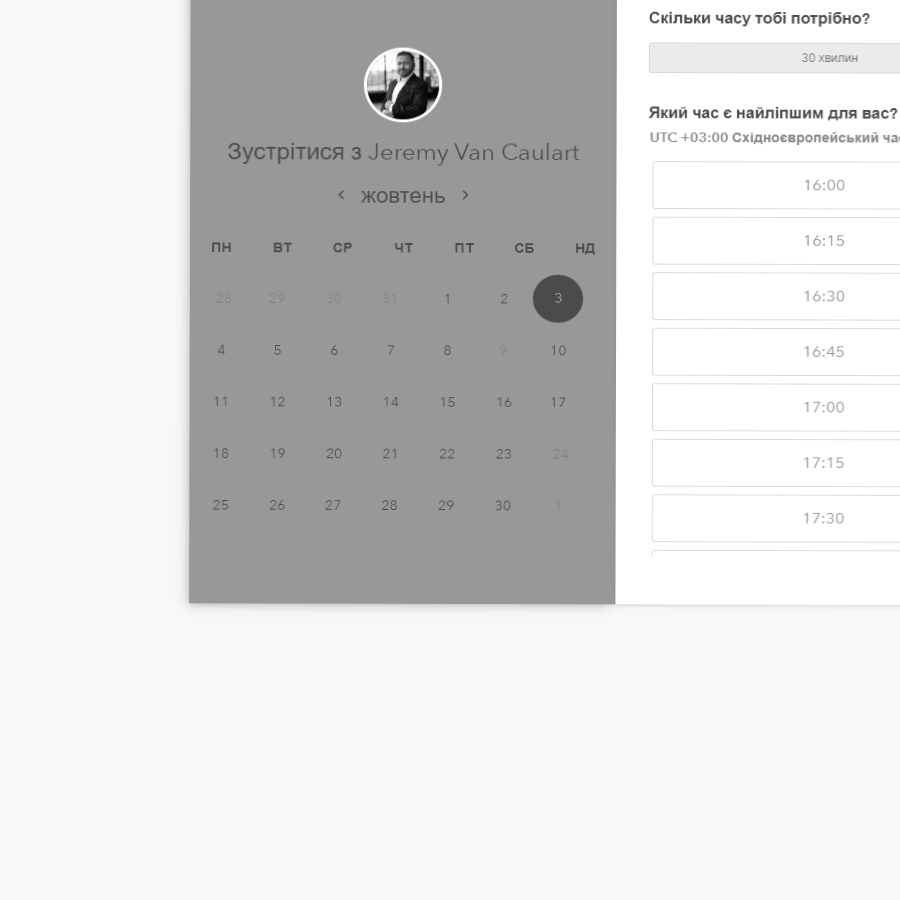 Зустрітися з Jeremy Van Caulart
‹ жовтень ›
ПН ВТ СР ЧТ ПТ СБ НД
28 29 30 31 1 2 3
4 5 6 7 8 9 10
11 12 13 14 15 16 17
18 19 20 21 22 23 24
25 26 27 28 29 30 1
Скільки часу тобі потрібно?
30 хвилин
Який час є найліпшим для вас?
UTC +03:00 Східноєвропейський
16:00
16:15
16:30
16:45
17:00
17:15
17:30